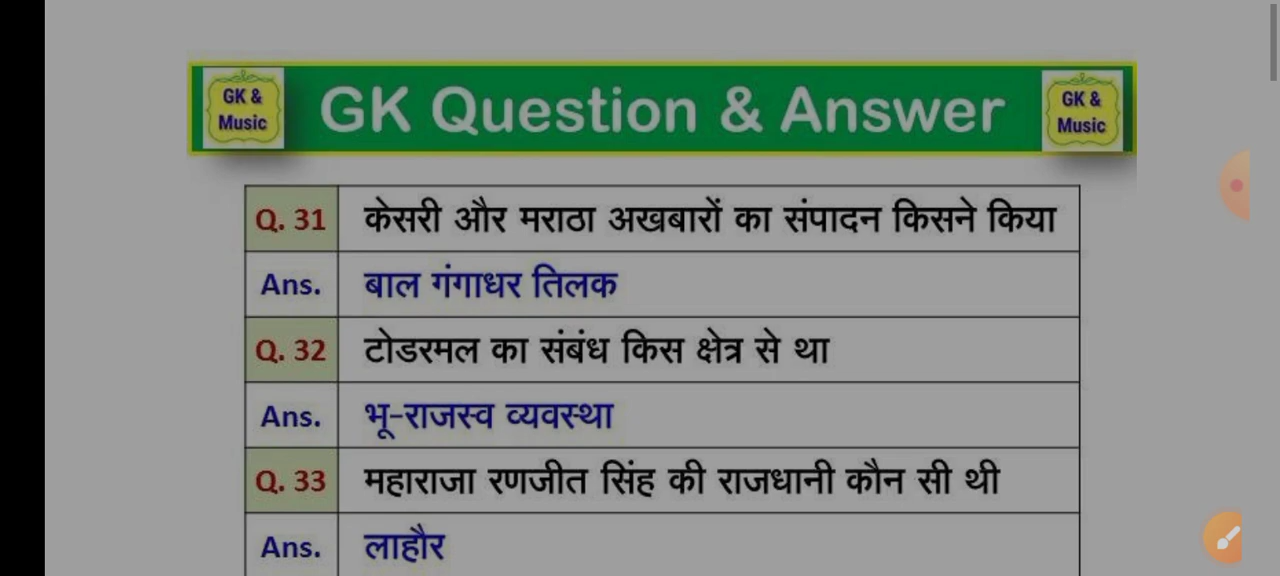 GK &
Music
GK Question & Answer
GK &
Music
Q. 31 केसरी और मराठा अखबारों का संपादन किसने किया
Ans. बाल गंगाधर तिलक
Q. 32 टोडरमल का संबंध किस क्षेत्र से था
Ans. भू-राजस्व व्यवस्था
Q. 33 महाराजा रणजीत सिंह की राजधानी कौन सी थी
Ans. लाहौर